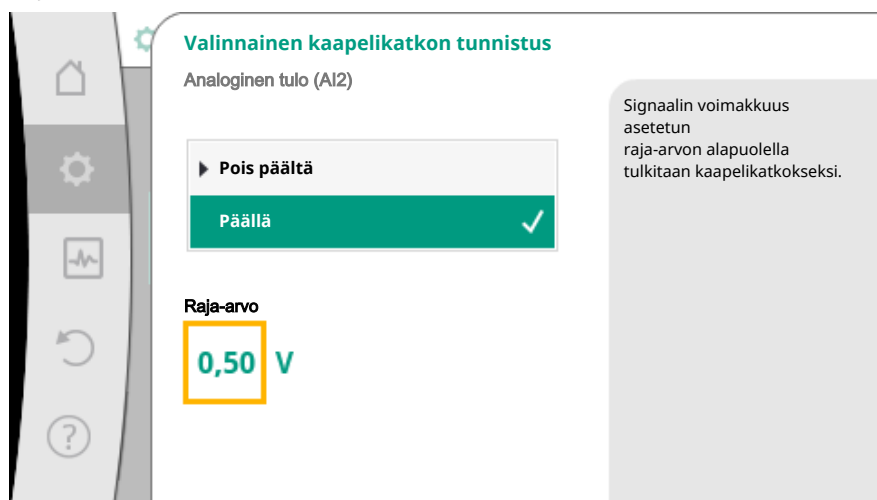 Valinnainen kaapelikatkon tunnistus
Analoginen tulo (AI2)
Pois päältä
Päällä
Raja-arvo
0,50 V
Signaalin voimakkuus
asetetun
raja-arvon alapuolella
tulkitaan kaapelikatkokseksi.
?